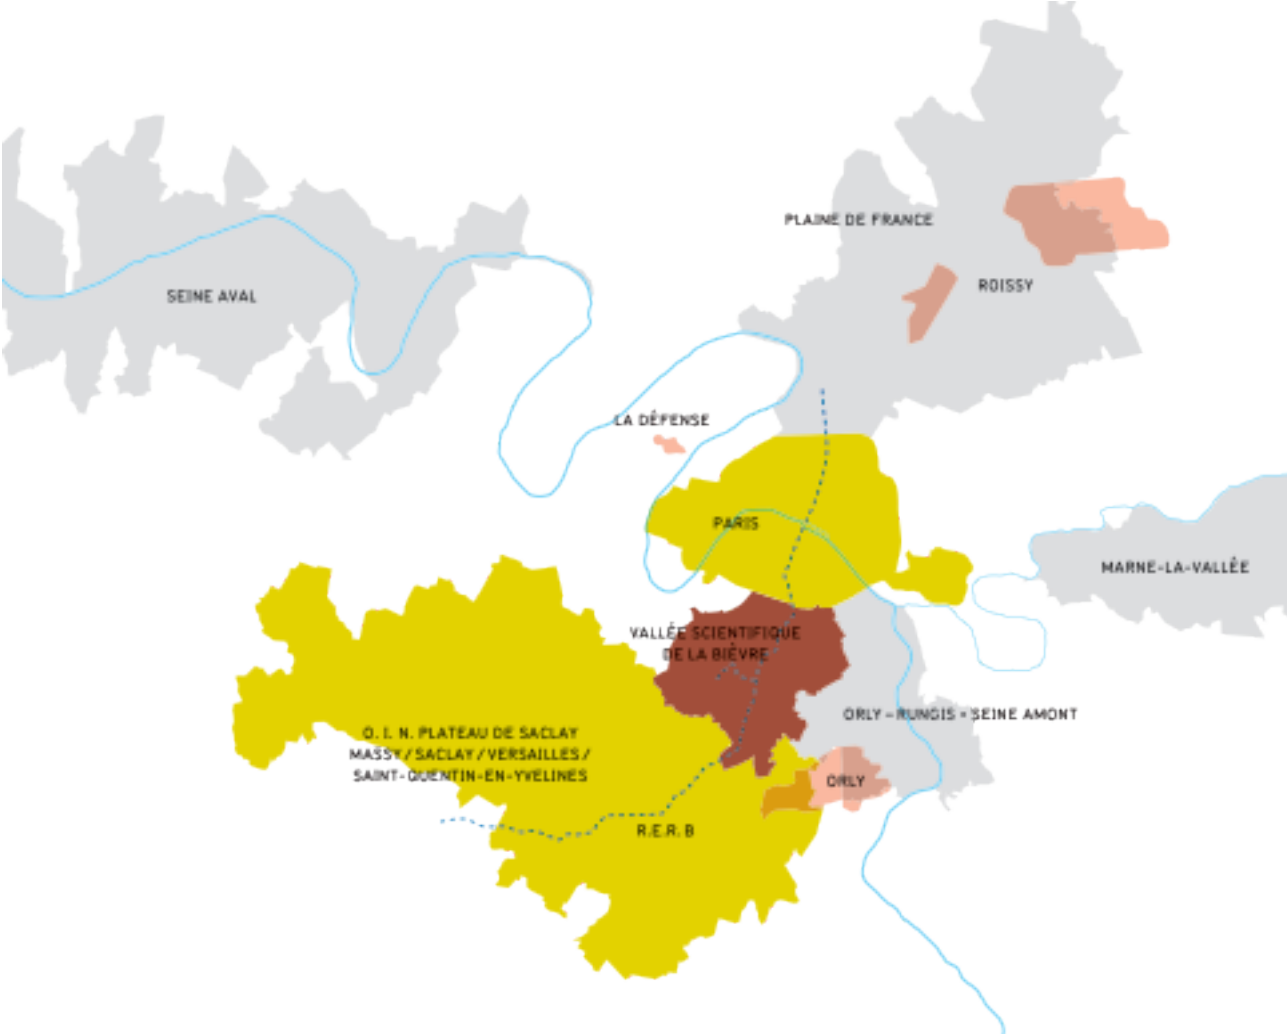 PLAINE DE FRANCE
ROISSY
SEINE AVAL
LA DÉFENSE
PARIS
MARNE-LA-VALLÉE
VALLÉE SCIENTIFIQUE
DE LA BIÈVRE
ORLY - RUNGIS - SEINE AMONT
O. I. N. PLATEAU DE SACLAY
MASSY / SACLAY / VERSAILLES /
SAINT-QUENTIN-EN-YVELINES
ORLY
R.E.R. B